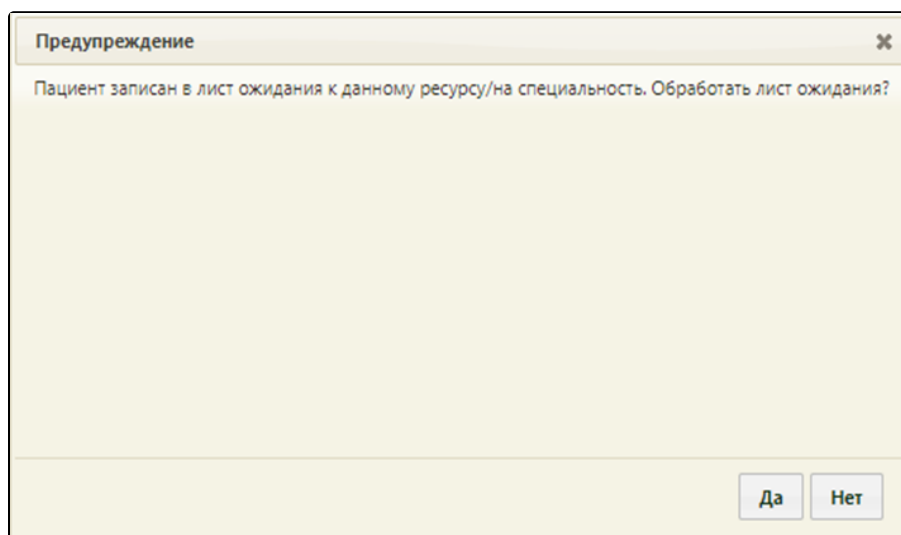 Предупреждение
Пациент записан в лист ожидания к данному ресурсу/на специальность. Обработать лист ожидания?
Да Нет